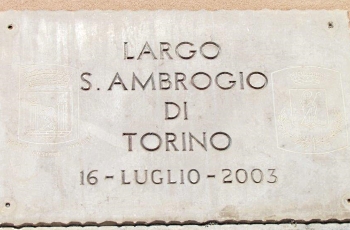 LARGO
S. AMBROGIO
DI
TORINO
16-LUGLIO-2003